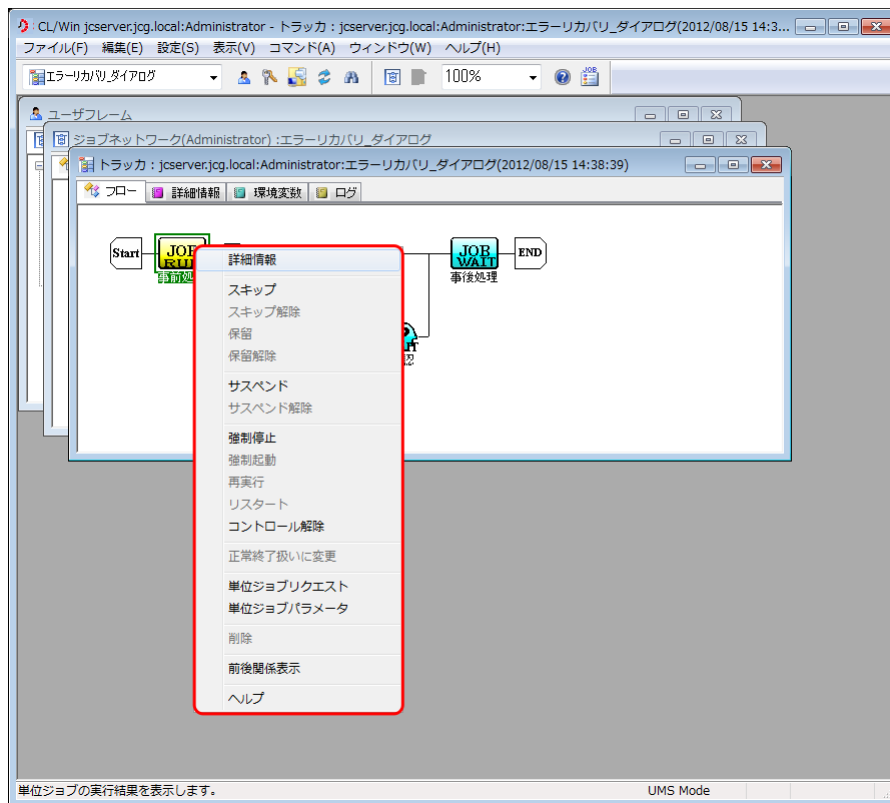 CL/Win jcserver.jcg.local:Administrator - トラッカ : jcserver.jcg.local:Administrator:エラーリカバリ_ダイアログ(2012/08/15 14:3...
ファイル(F) 編集(E) 設定(S) 表示(V) コマンド(A) ウィンドウ(W) ヘルプ(H)
エラーリカバリ_ダイアログ 100% JOB
ユーザフレーム
ジョブネットワーク(Administrator) :エラーリカバリ_ダイアログ
トラッカ : jcserver.jcg.local:Administrator:エラーリカバリ_ダイアログ(2012/08/15 14:38:39)
フロー 詳細情報 環境変数 ログ
Start JOB JOB WAIT END
事前処 事後処理
詳細情報
スキップ
スキップ解除
保留
保留解除
サスペンド
サスペンド解除
強制停止
強制起動
再実行
リスタート
コントロール解除
正常終了扱いに変更
単位ジョブリクエスト
単位ジョブパラメータ
削除
前後関係表示
ヘルプ
単位ジョブの実行結果を表示します。 UMS Mode